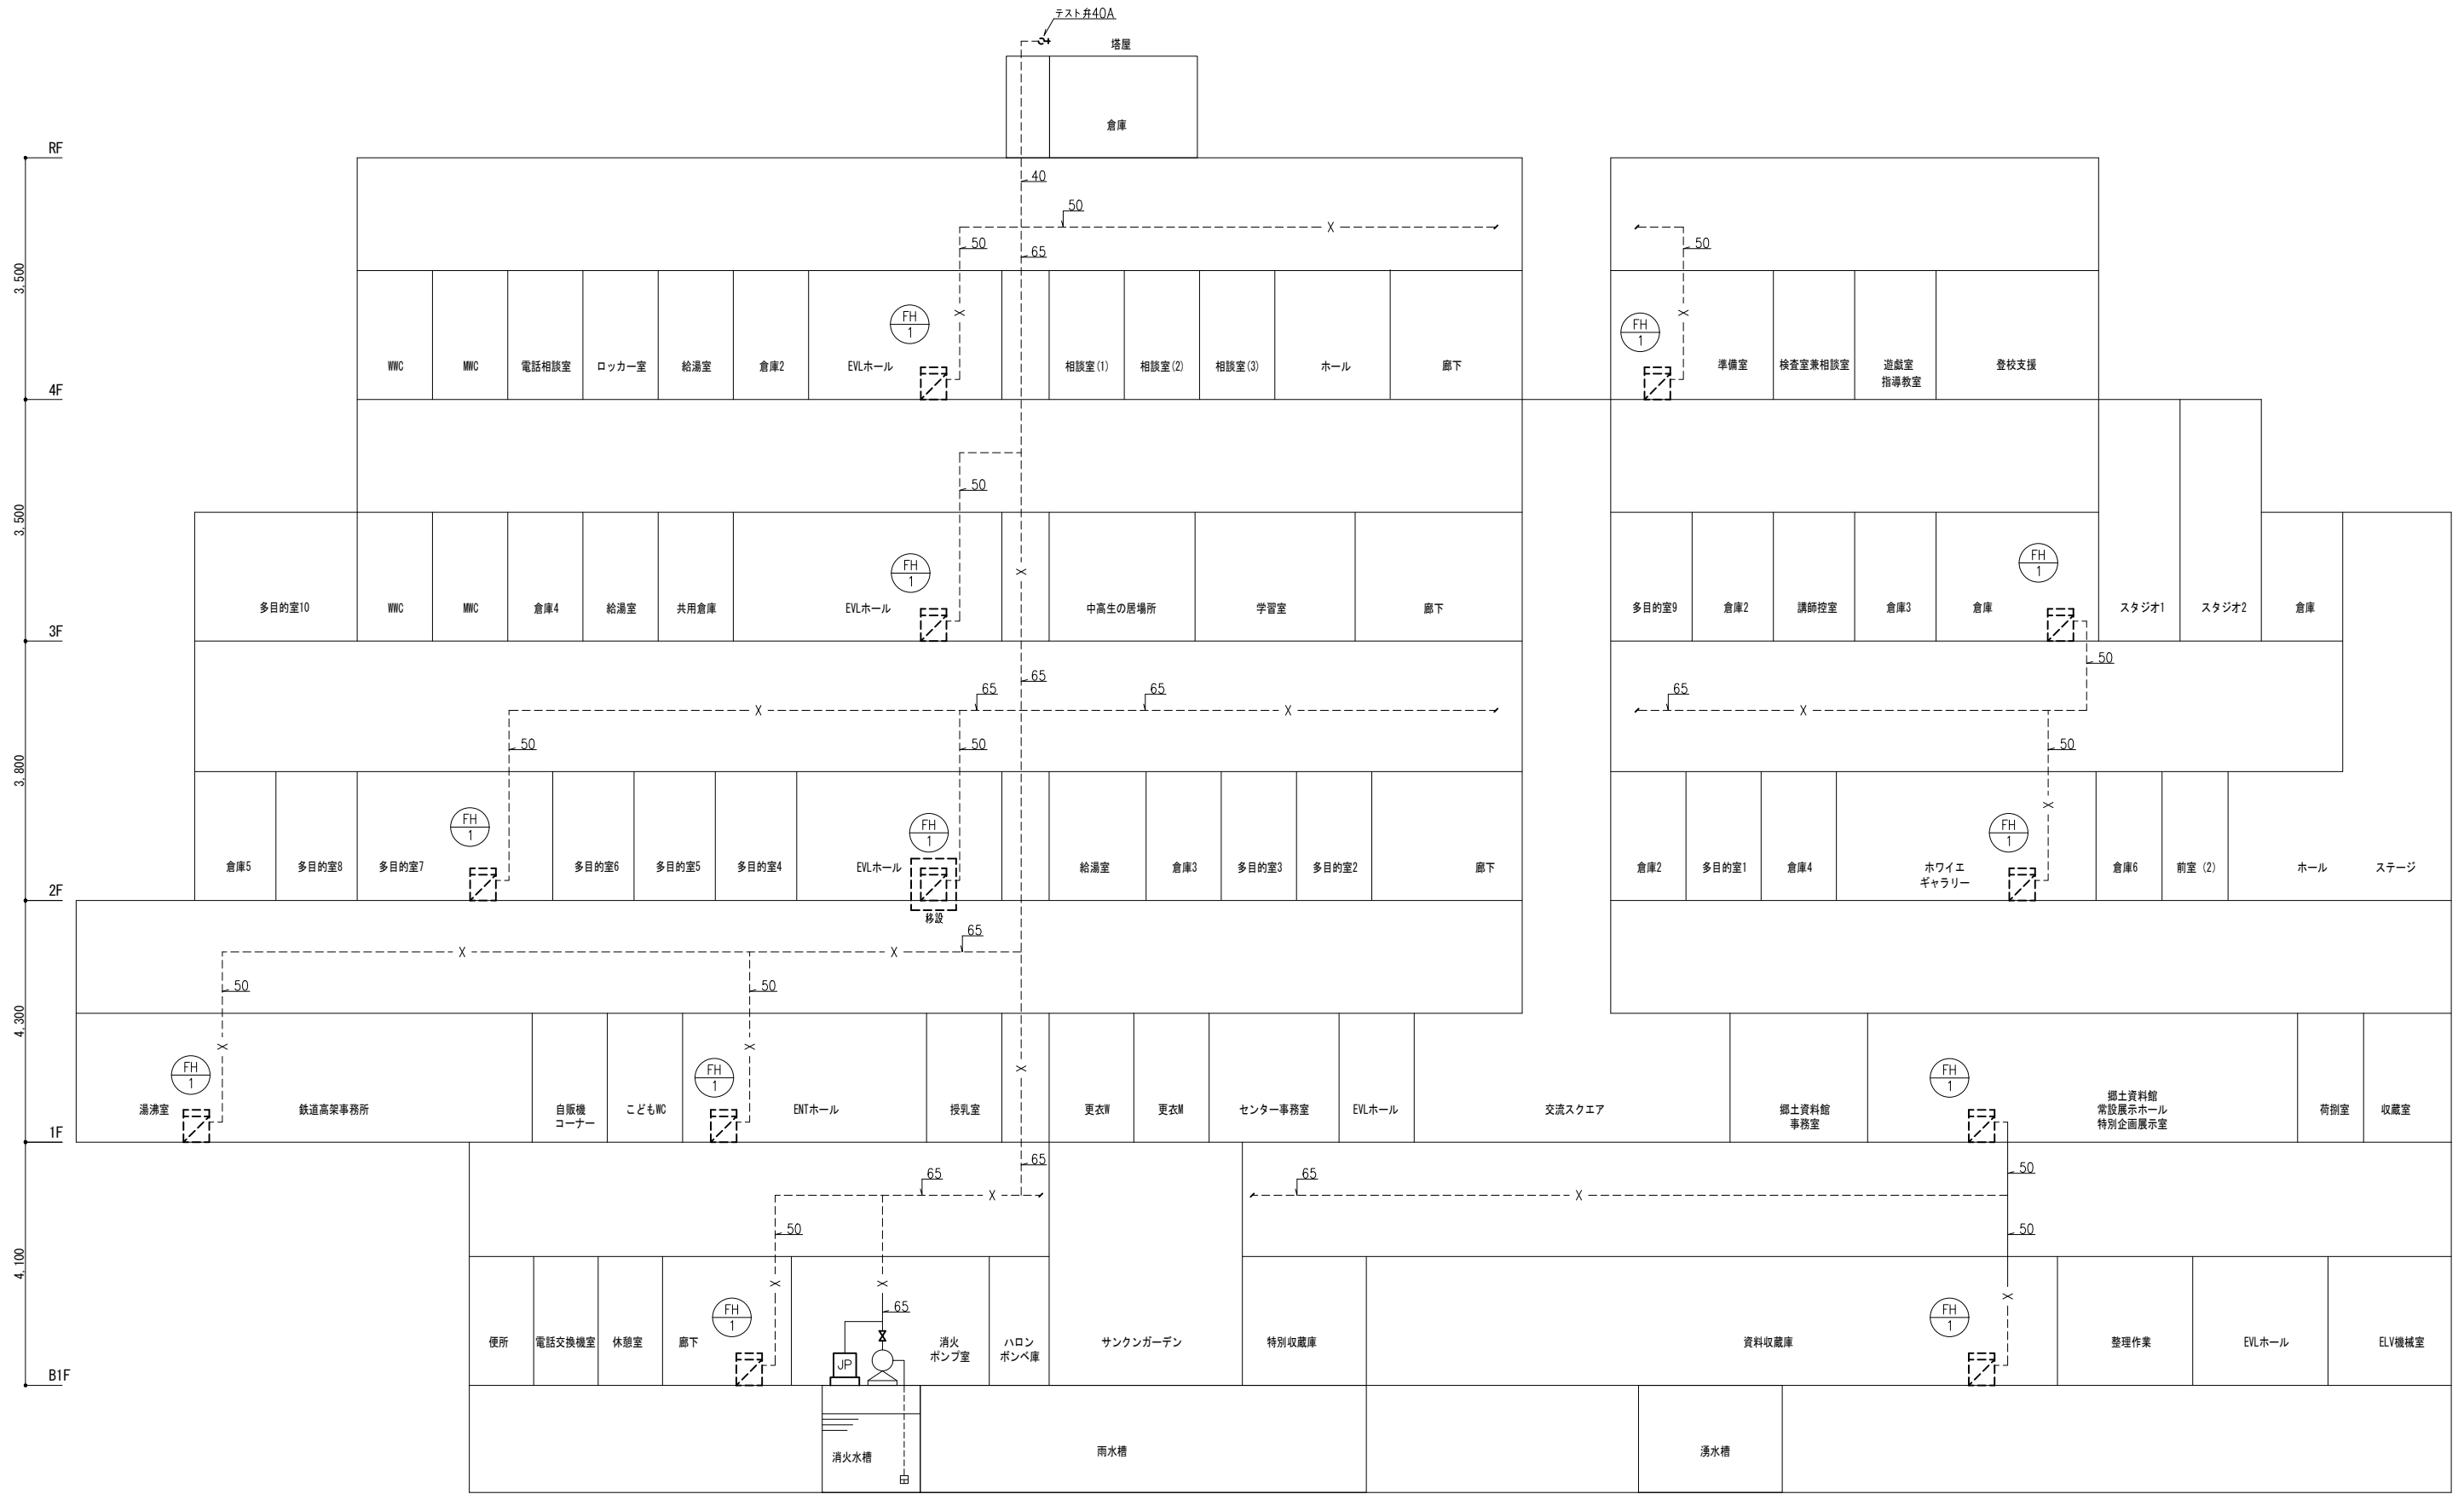 テスト弁40A
塔屋
倉庫
RF
40
50
50
65
50
3,500
FH
1
FH
1
WWC
MWC
電話相談室
ロッカー室
給湯室
倉庫2
EVLホール
相談室(1)
相談室(2)
相談室(3)
ホール
廊下
準備室
検査室兼相談室
遊戯室
指導教室
登校支援
4F
50
3,500
FH
1
FH
1
多目的室10
WWC
MWC
倉庫4
給湯室
共用倉庫
EVLホール
中高生の居場所
学習室
廊下
多目的室9
倉庫2
講師控室
倉庫3
倉庫
スタジオ1
スタジオ2
倉庫
3F
65
65
65
65
50
50
50
50
3,800
FH
1
FH
1
FH
1
倉庫5
多目的室8
多目的室7
多目的室6
多目的室5
多目的室4
EVLホール
給湯室
倉庫3
多目的室3
多目的室2
廊下
倉庫2
多目的室1
倉庫4
ホワイエ
ギャラリー
倉庫6
前室 (2)
ホール
ステージ
2F
移設
65
50
50
4,300
FH
1
FH
1
FH
1
湯沸室
鉄道高架事務所
自販機
コーナー
こどもWC
ENTホール
授乳室
更衣W
更衣M
センター事務室
EVLホール
交流スクエア
郷土資料館
事務室
郷土資料館
常設展示ホール
特別企画展示室
荷捌室
収蔵室
1F
65
65
65
50
50
50
4,100
65
FH
1
FH
1
便所
電話交換機室
休憩室
廊下
JP
消火
ポンプ室
ハロン
ボンベ庫
サンクンガーデン
特別収蔵庫
資料収蔵庫
整理作業
EVLホール
ELV機械室
B1F
消火水槽
雨水槽
湧水槽